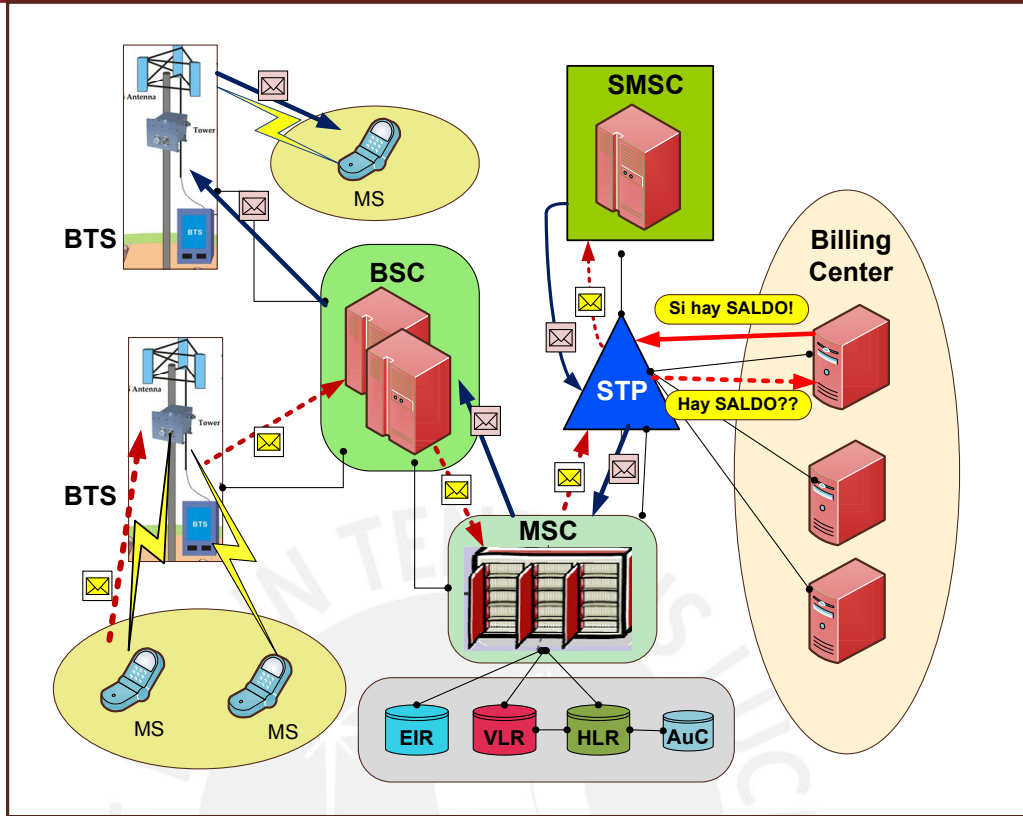 SMSC
Antenna
Tower
BTS
MS
BTS
BSC
Billing
Center
Si hay SALDO!
STP
Hay SALDO??
Antenna
Tower
BTS
BTS
MSC
MS
MS
EIR
VLR
HLR
AuC